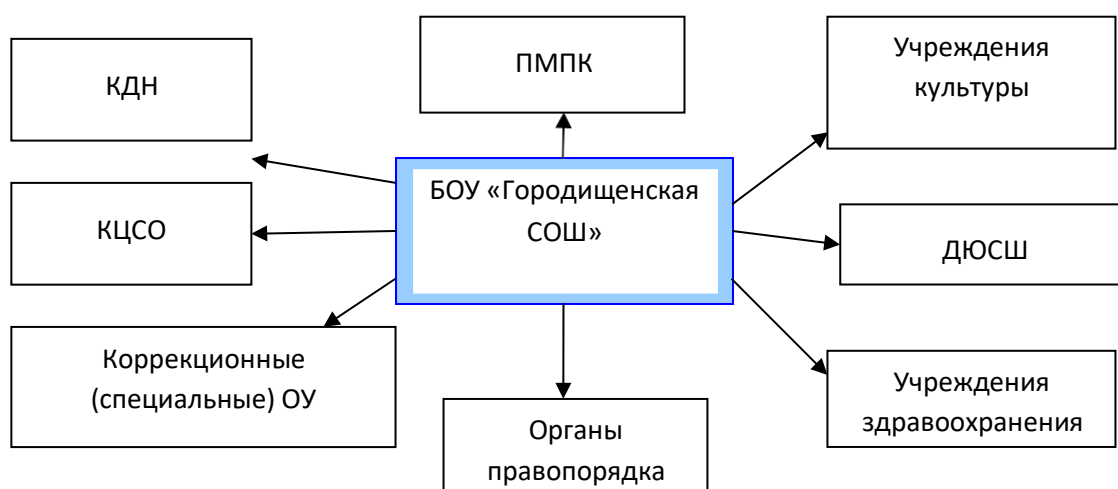 КДН
ПМПК
Учреждения
культуры
БОУ «Городищенская
СОШ»
КЦСО
ДЮСШ
Коррекционные
(специальные) ОУ
Органы
правопорядка
Учреждения
здравоохранения